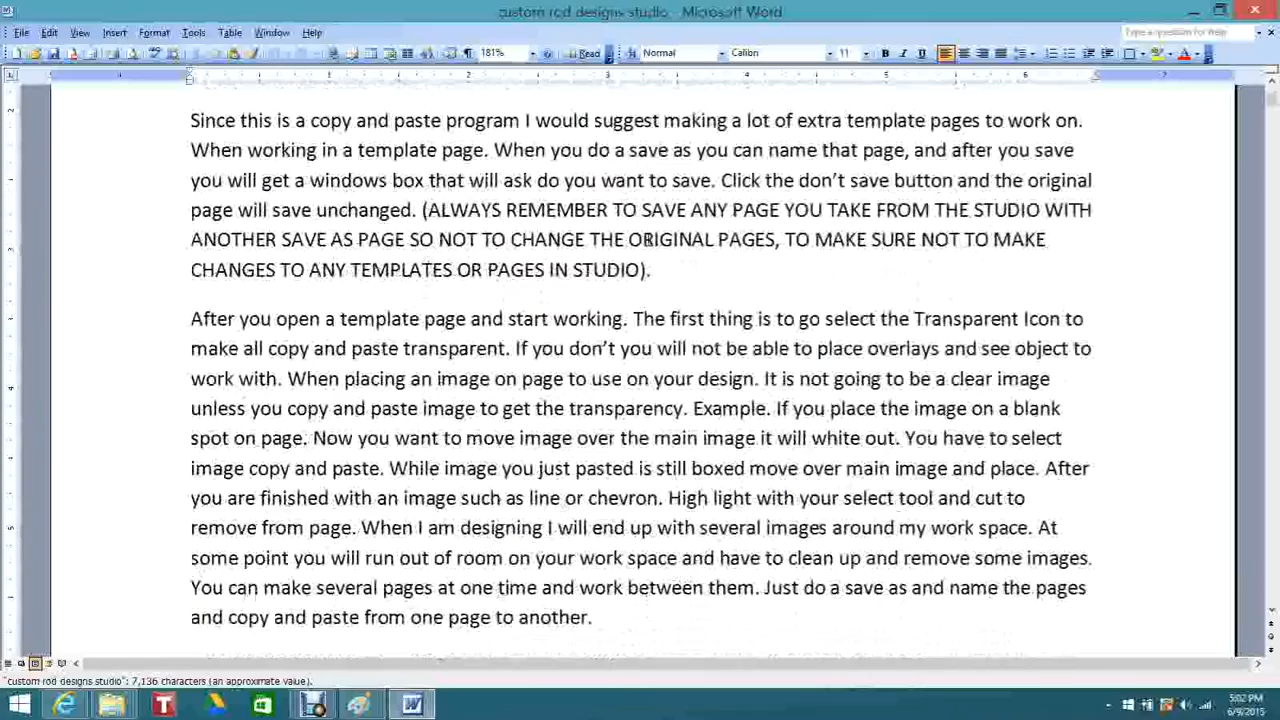 custom rod designs studio - Microsoft Word
File Edit View Insert Format Tools Table Window Help
Type a question for help
181% Read Normal Calibri 11 B I U
Since this is a copy and paste program I would suggest making a lot of extra template pages to work on.
When working in a template page. When you do a save as you can name that page, and after you save
you will get a windows box that will ask do you want to save. Click the don’t save button and the original
page will save unchanged. (ALWAYS REMEMBER TO SAVE ANY PAGE YOU TAKE FROM THE STUDIO WITH
ANOTHER SAVE AS PAGE SO NOT TO CHANGE THE ORIGINAL PAGES, TO MAKE SURE NOT TO MAKE
CHANGES TO ANY TEMPLATES OR PAGES IN STUDIO).
After you open a template page and start working. The first thing is to go select the Transparent Icon to
make all copy and paste transparent. If you don’t you will not be able to place overlays and see object to
work with. When placing an image on page to use on your design. It is not going to be a clear image
unless you copy and paste image to get the transparency. Example. If you place the image on a blank
spot on page. Now you want to move image over the main image it will white out. You have to select
image copy and paste. While image you just pasted is still boxed move over main image and place. After
you are finished with an image such as line or chevron. High light with your select tool and cut to
remove from page. When I am designing I will end up with several images around my work space. At
some point you will run out of room on your work space and have to clean up and remove some images.
You can make several pages at one time and work between them. Just do a save as and name the pages
and copy and paste from one page to another.
"custom rod designs studio": 7,136 characters (an approximate value).
5:02 PM
6/9/2015